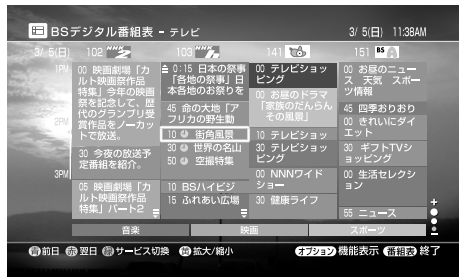 BSデジタル番組表 - テレビ 3/ 5(日) 11:38AM
3/ 5(日) 102 103 141 151
1PM
2PM
3PM
00 映画劇場「カ
ルト映画祭作品
特集」今年の映画
祭を記念して、歴
代のグランプリ受
賞作品をノーカッ
トで放送。
30 今夜の放送予
定番組を紹介。
05 映画劇場「カ
ルト映画祭作品
特集」パート2
0:15 日本の祭事
「各地の祭事」日
本各地のお祭りを
45 命の大地「ア
フリカの野生動
10 街角風景
30 世界の名山
50 空撮特集
10 BSハイビジ
15 ふれあい広場
00 テレビショッ
ピング
00 お昼のドラマ
「家族のだんらん
その風景」
10 テレビショッ
30 テレビショッ
ピング
00 NNNワイド
ショー
30 健康ライフ
00 お昼のニュー
ス 天気 スポー
ツ情報
45 四季おりおり
00 きれいにダイ
エット
30 ギフトTVシ
ョッピング
00 生活セレクシ
ョン
55 ニュース
音楽 映画 スポーツ
青 前日 赤 翌日 緑 サービス切換 黄 拡大/縮小 オプション 機能表示 番組表 終了